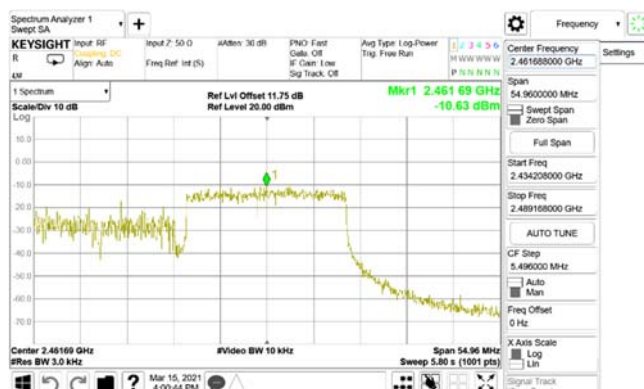 Spectrum Analyzer 1
Swept SA
Frequency
KEYSIGHT
R
Input: RF
Coupling: DC
Align: Auto
Input Z: 50 Ω
Freq Ref: Int (S)
#Atten: 30 dB
PNO: Fast
Gate: Off
IF Gain: Low
Sig Track: Off
Avg Type: Log-Power
Trig: Free Run
1 2 3 4 5 6
M W W W W W
P N N N N N
Settings
1 Spectrum
Scale/Div 10 dB
Log
Ref Lvl Offset 11.75 dB
Ref Level 20.00 dBm
Mkr1 2.461 69 GHz
-10.63 dBm
10.0
0.00
-10.0
-20.0
-30.0
-40.0
-50.0
-60.0
-70.0
1
Center 2.46169 GHz
#Res BW 3.0 kHz
#Video BW 10 kHz
Span 54.96 MHz
Sweep 5.80 s (1001 pts)
Center Frequency
2.461688000 GHz
Span
54.9600000 MHz
Swept Span
Zero Span
Full Span
Start Freq
2.434208000 GHz
Stop Freq
2.489168000 GHz
AUTO TUNE
CF Step
5.496000 MHz
Auto
Man
Freq Offset
0 Hz
X Axis Scale
Log
Lin
Signal Track
?
Mar 15, 2021
4:00:44 PM